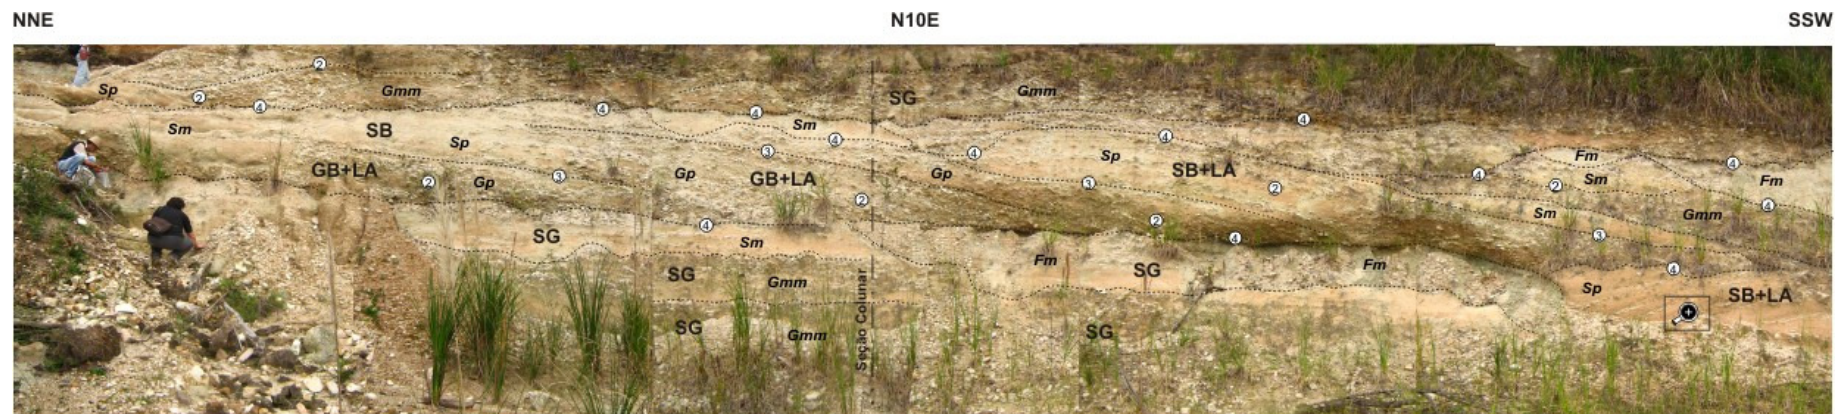 NNE N10E SSW
2
Sp 2 Gmm SG Gmm
4 4 4 4
Sm SB Sm 4 4
Sp 3 4 Sp Fm 4
GB+LA 2 Gp 3 Gp GB+LA Gp 3 SB+LA 2 4 2 Sm Fm
2 4
Sm Gmm
4 2 3
SG Sm 4
Fm SG Fm 4
SG Gmm Sp SB+LA
SG Gmm SG
Seção Colunar